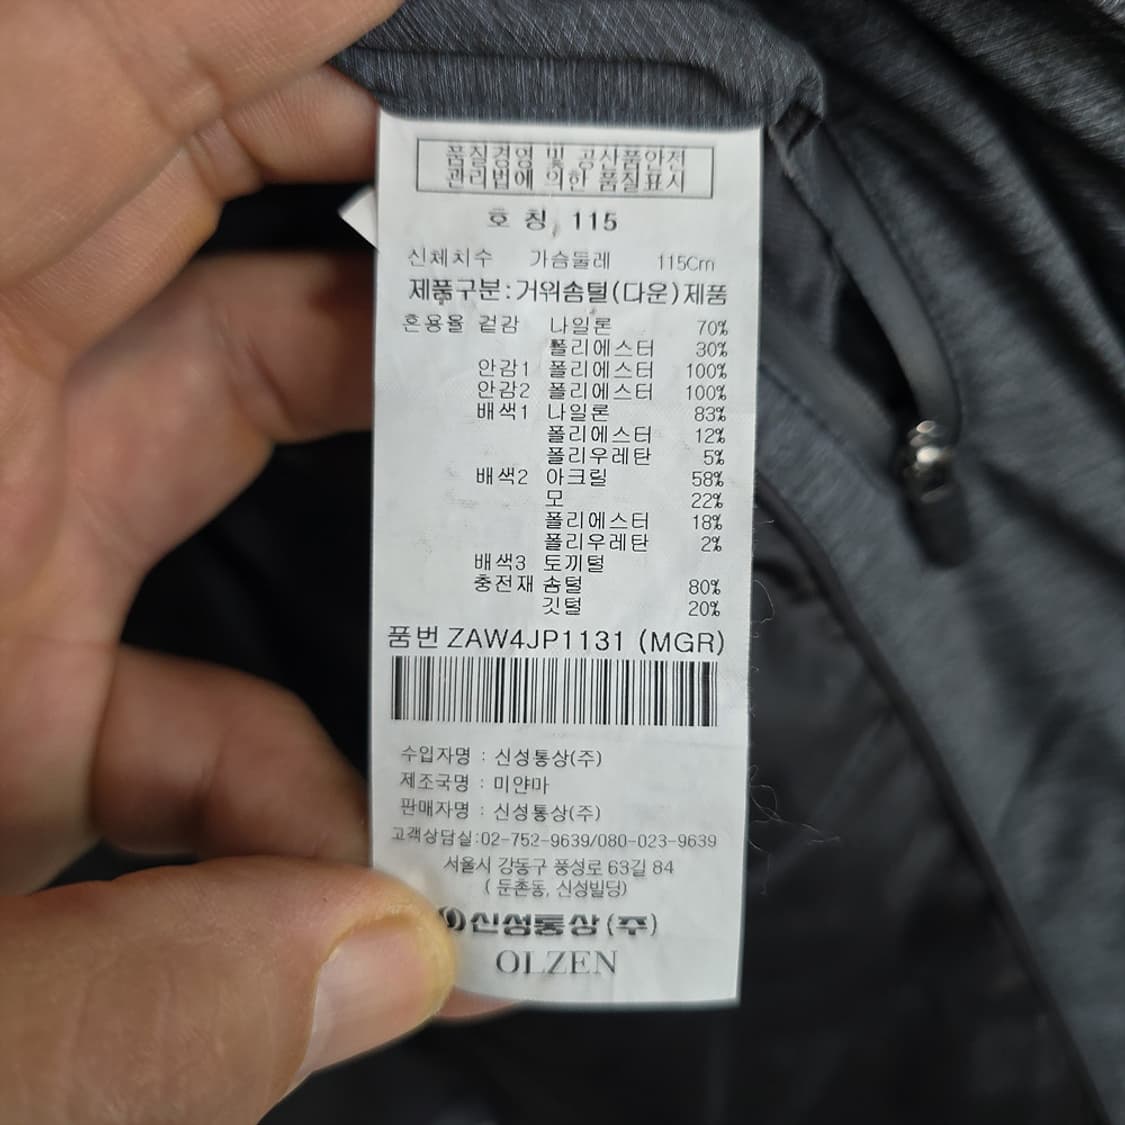 품질경영 및 공산품안전
관리법에 의한 품질표시
호 칭, 115
신체치수 가슴둘레 115Cm
제품구분:거위솜털(다운)제품
혼용율 겉감 나일론 70%
폴리에스터 30%
안감1 폴리에스터 100%
안감2 폴리에스터 100%
배색1 나일론 83%
폴리에스터 12%
폴리우레탄 5%
배색2 아크릴 58%
모 22%
폴리에스터 18%
폴리우레탄 2%
배색3 토끼털
충전재 솜털 80%
깃털 20%
품번 ZAW4JP1131 (MGR)
수입자명 : 신성통상(주)
제조국명 : 미얀마
판매자명 : 신성통상(주)
고객상담실:02-752-9639/080-023-9639
서울시 강동구 풍성로 63길 84
( 둔촌동, 신성빌딩)
신성통상(주)
OLZEN